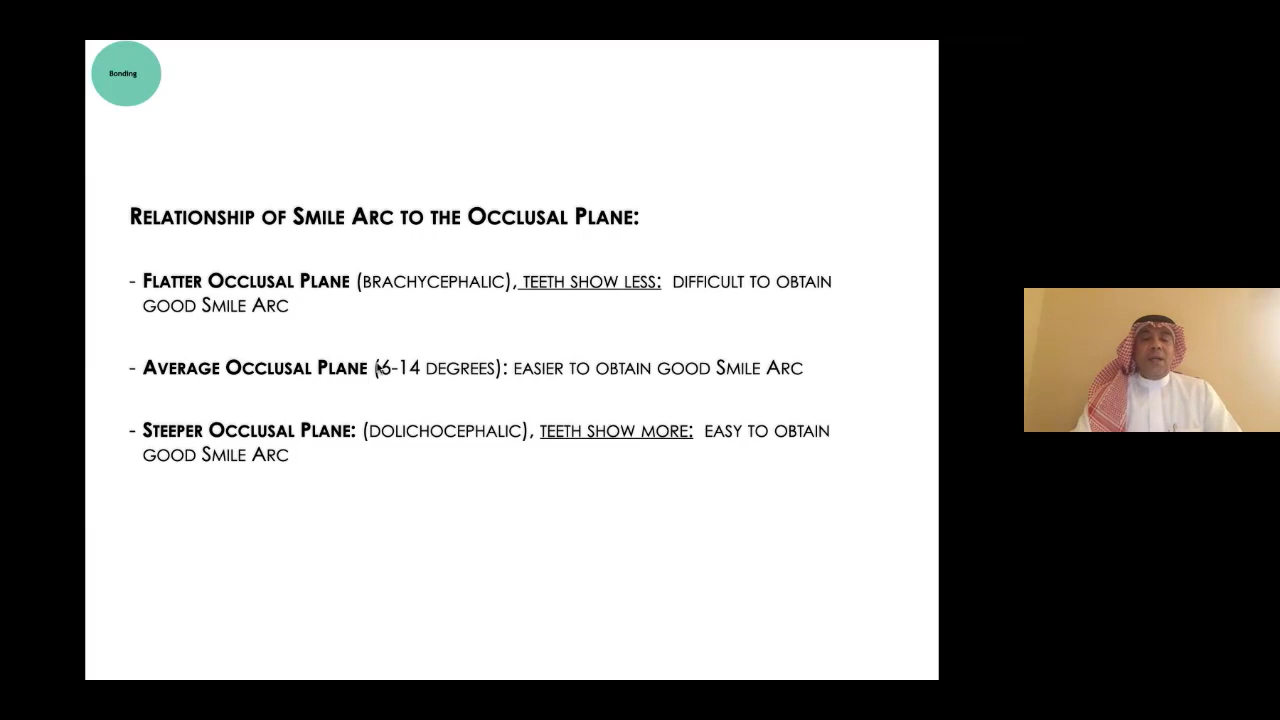 Bonding
Relationship of Smile Arc to the Occlusal Plane:
- Flatter Occlusal Plane (brachycephalic), teeth show less: difficult to obtain
good Smile Arc
- Average Occlusal Plane (6-14 degrees): easier to obtain good Smile Arc
- Steeper Occlusal Plane: (dolichocephalic), teeth show more: easy to obtain
good Smile Arc